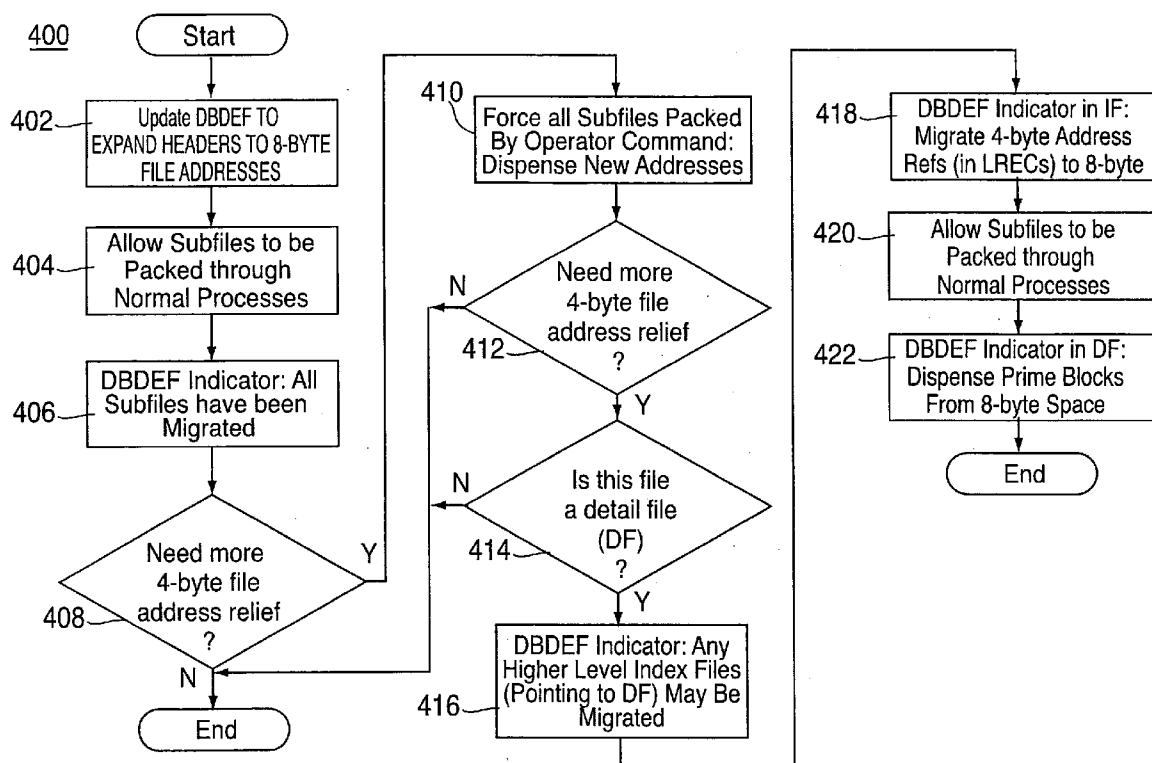 400
Start
402
Update DBDEF TO
EXPAND HEADERS TO 8-BYTE
FILE ADDRESSES
404
Allow Subfiles to be
Packed through
Normal Processes
406
DBDEF Indicator: All
Subfiles have been
Migrated
408
Need more
4-byte file
address relief
?
Y
N
End
410
Force all Subfiles Packed
By Operator Command:
Dispense New Addresses
412
Need more
4-byte file
address relief
?
N
Y
414
Is this file
a detail file
(DF)
?
N
Y
416
DBDEF Indicator: Any
Higher Level Index Files
(Pointing to DF) May Be
Migrated
418
DBDEF Indicator in IF:
Migrate 4-byte Address
Refs (in LRECs) to 8-byte
420
Allow Subfiles to be
Packed through
Normal Processes
422
DBDEF Indicator in DF:
Dispense Prime Blocks
From 8-byte Space
End